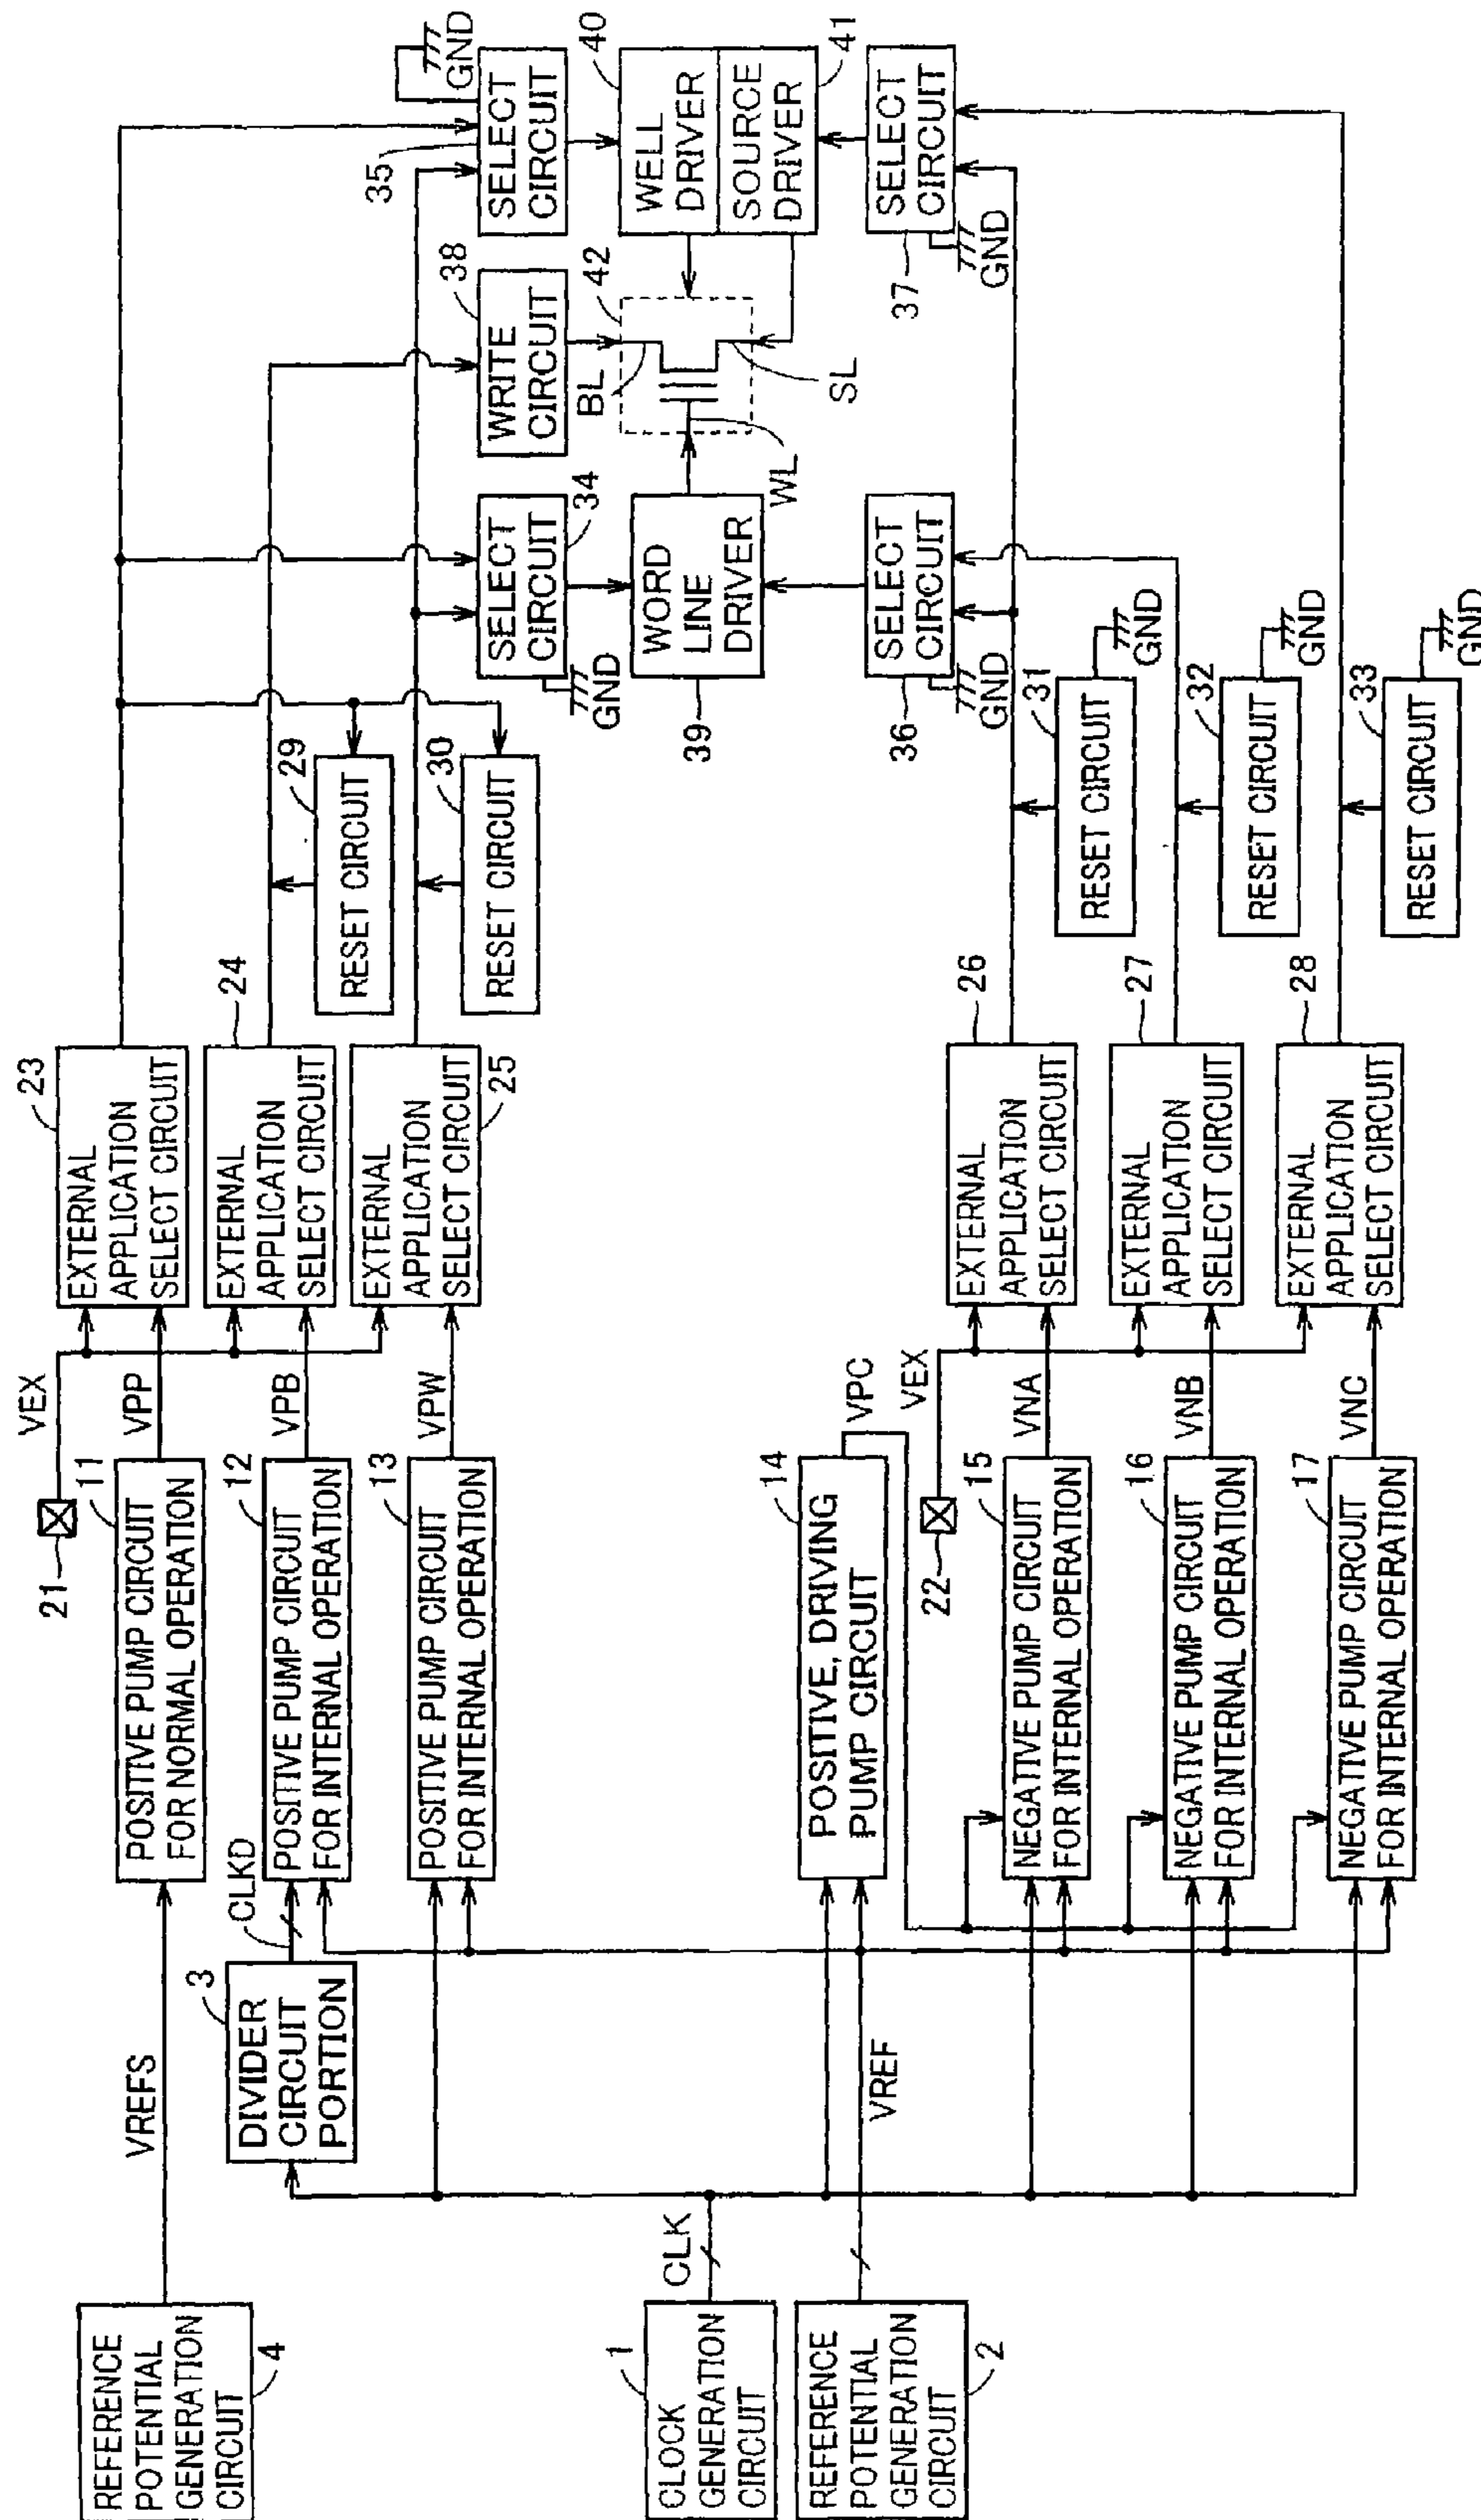 REFERENCE
POTENTIAL
GENERATION
CIRCUIT
4
VREFS
CLOCK
GENERATION
CIRCUIT
1
CLK
REFERENCE
POTENTIAL
GENERATION
CIRCUIT
2
VREF
DIVIDER
CIRCUIT
PORTION
3
CLKD
POSITIVE PUMP CIRCUIT
FOR NORMAL OPERATION
11
POSITIVE PUMP CIRCUIT
FOR INTERNAL OPERATION
12
POSITIVE PUMP CIRCUIT
FOR INTERNAL OPERATION
13
POSITIVE, DRIVING
PUMP CIRCUIT
14
NEGATIVE PUMP CIRCUIT
FOR INTERNAL OPERATION
15
NEGATIVE PUMP CIRCUIT
FOR INTERNAL OPERATION
16
NEGATIVE PUMP CIRCUIT
FOR INTERNAL OPERATION
17
21
VEX
VPP
VPB
VPW
VPC
22
VEX
VNA
VNB
VNC
EXTERNAL
APPLICATION
SELECT CIRCUIT
23
EXTERNAL
APPLICATION
SELECT CIRCUIT
24
EXTERNAL
APPLICATION
SELECT CIRCUIT
25
EXTERNAL
APPLICATION
SELECT CIRCUIT
26
EXTERNAL
APPLICATION
SELECT CIRCUIT
27
EXTERNAL
APPLICATION
SELECT CIRCUIT
28
RESET CIRCUIT
29
RESET CIRCUIT
30
RESET CIRCUIT
31
GND
RESET CIRCUIT
32
GND
RESET CIRCUIT
33
GND
SELECT
CIRCUIT
34
GND
WORD
LINE
DRIVER
39
SELECT
CIRCUIT
36
GND
WRITE
CIRCUIT
38
BL
42
WL
SL
SELECT
CIRCUIT
35
GND
WELL
DRIVER
40
SOURCE
DRIVER
41
SELECT
CIRCUIT
37
GND